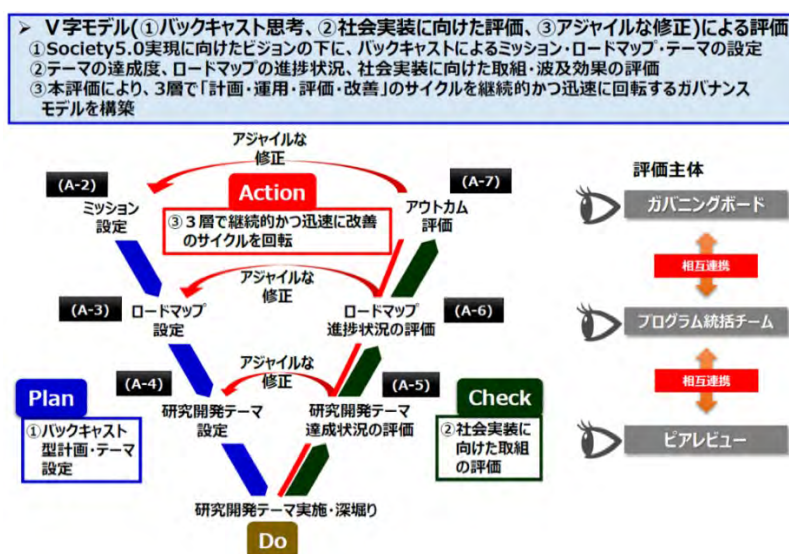 ➢ V字モデル(①バックキャスト思考、②社会実装に向けた評価、③アジャイルな修正)による評価
①Society5.0実現に向けたビジョンの下に、バックキャストによるミッション・ロードマップ・テーマの設定
②テーマの達成度、ロードマップの進捗状況、社会実装に向けた取組・波及効果の評価
③本評価により、3層で「計画・運用・評価・改善」のサイクルを継続的かつ迅速に回転するガバナンス
モデルを構築
アジャイルな
修正
(A-2)
ミッション
設定
Action
③３層で継続的かつ迅速に改善
のサイクルを回転
(A-7)
アウトカム
評価
アジャイルな
修正
(A-3)
ロードマップ
設定
ロードマップ
進捗状況の評価
(A-6)
アジャイルな
修正
(A-4)
研究開発テーマ
設定
(A-5)
研究開発テーマ
達成状況の評価
Plan
①バックキャスト
型計画・テーマ
設定
Check
②社会実装に
向けた取組
の評価
研究開発テーマ実施・深堀り
Do
評価主体
ガバニングボード
相互連携
プログラム統括チーム
相互連携
ピアレビュー